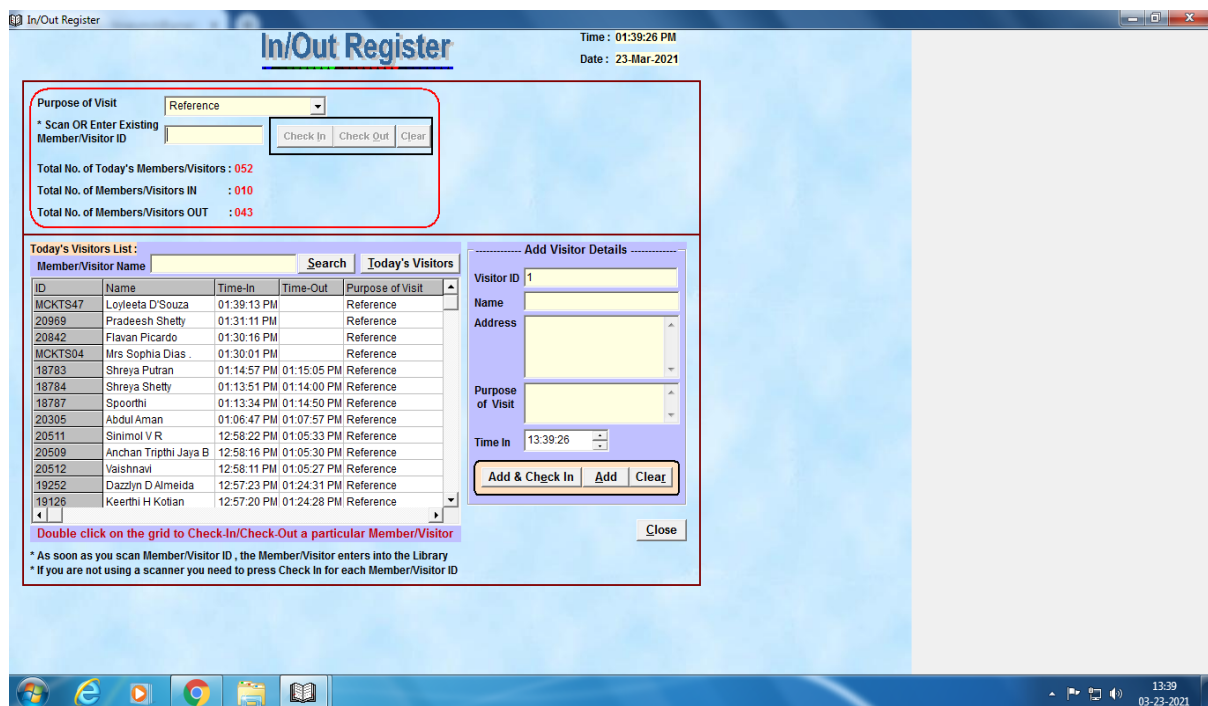 In/Out Register
In/Out Register
Time : 01:39:26 PM
Date : 23-Mar-2021
Purpose of Visit Reference
* Scan OR Enter Existing
Member/Visitor ID
Check In Check Out Clear
Total No. of Today's Members/Visitors : 052
Total No. of Members/Visitors IN : 010
Total No. of Members/Visitors OUT : 043
Today's Visitors List :
Member/Visitor Name Search Today's Visitors
ID Name Time-In Time-Out Purpose of Visit
MCKTS47 Loyleeta D'Souza 01:39:13 PM Reference
20969 Pradeesh Shetty 01:31:11 PM Reference
20842 Flavan Picardo 01:30:16 PM Reference
MCKTS04 Mrs Sophia Dias . 01:30:01 PM Reference
18783 Shreya Putran 01:14:57 PM 01:15:05 PM Reference
18784 Shreya Shetty 01:13:51 PM 01:14:00 PM Reference
18787 Spoorthi 01:13:34 PM 01:14:50 PM Reference
20305 Abdul Aman 01:06:47 PM 01:07:57 PM Reference
20511 Sinimol V R 12:58:22 PM 01:05:33 PM Reference
20509 Anchan Tripthi Jaya B 12:58:16 PM 01:05:30 PM Reference
20512 Vaishnavi 12:58:11 PM 01:05:27 PM Reference
19252 Dazzlyn D Almeida 12:57:23 PM 01:24:31 PM Reference
19126 Keerthi H Kotian 12:57:20 PM 01:24:28 PM Reference
Double click on the grid to Check-In/Check-Out a particular Member/Visitor
* As soon as you scan Member/Visitor ID , the Member/Visitor enters into the Library
* If you are not using a scanner you need to press Check In for each Member/Visitor ID
------------ Add Visitor Details ------------
Visitor ID 1
Name
Address
Purpose
of Visit
Time In 13:39:26
Add & Check In Add Clear
Close
13:39
03-23-2021